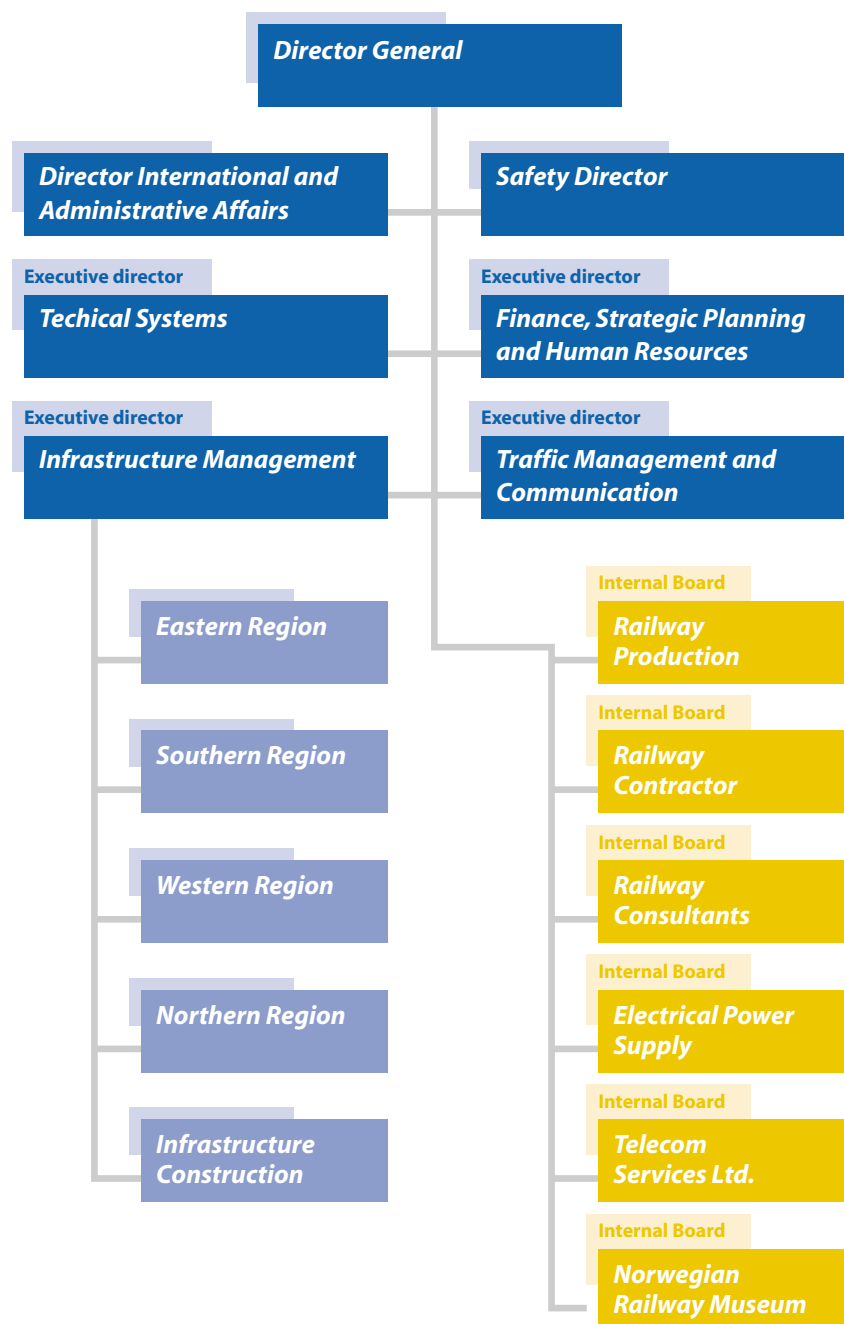 Director General
Director International and
Administrative Affairs
Safety Director
Executive director
Techical Systems
Executive director
Finance, Strategic Planning
and Human Resources
Executive director
Infrastructure Management
Executive director
Traffic Management and
Communication
Eastern Region
Southern Region
Western Region
Northern Region
Infrastructure
Construction
Internal Board
Railway
Production
Internal Board
Railway
Contractor
Internal Board
Railway
Consultants
Internal Board
Electrical Power
Supply
Internal Board
Telecom
Services Ltd.
Internal Board
Norwegian
Railway Museum